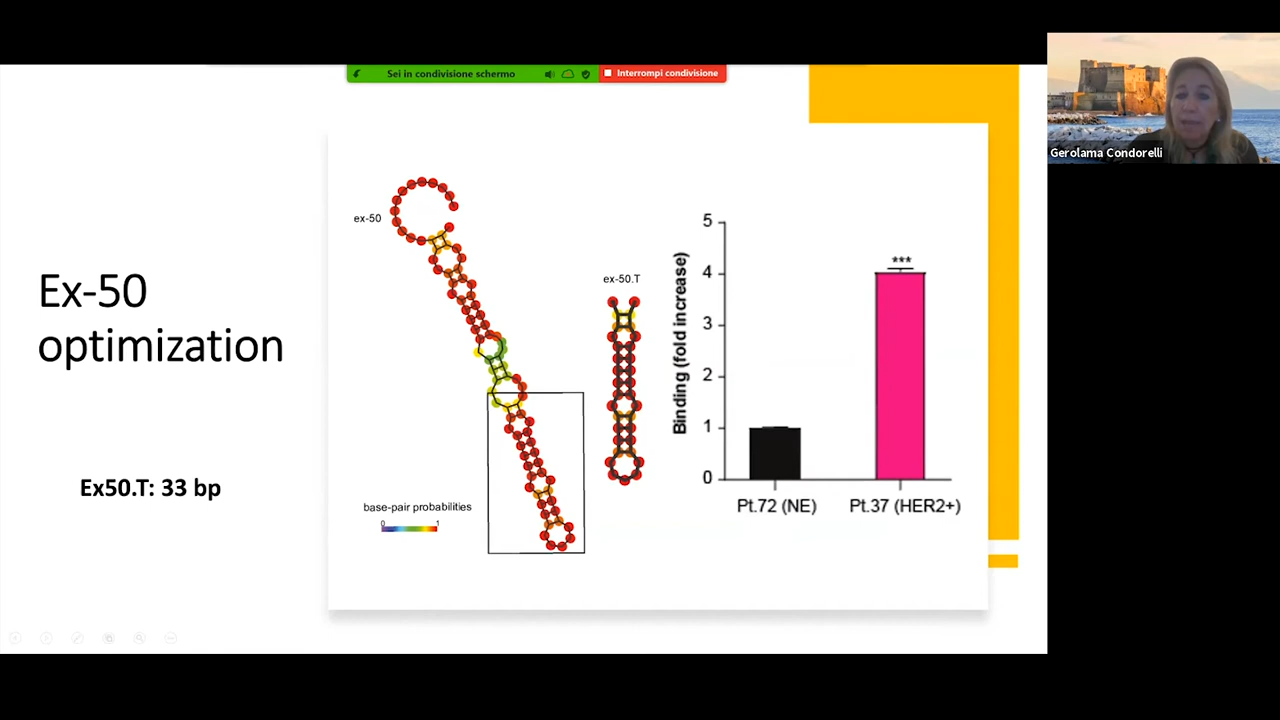 Sei in condivisione schermo
Interrompi condivisione
Gerolama Condorelli
Ex-50
optimization
Ex50.T: 33 bp
ex-50
base-pair probabilities
0 1
ex-50.T
Binding (fold increase)
5
4
3
2
1
0
***
Pt.72 (NE) Pt.37 (HER2+)